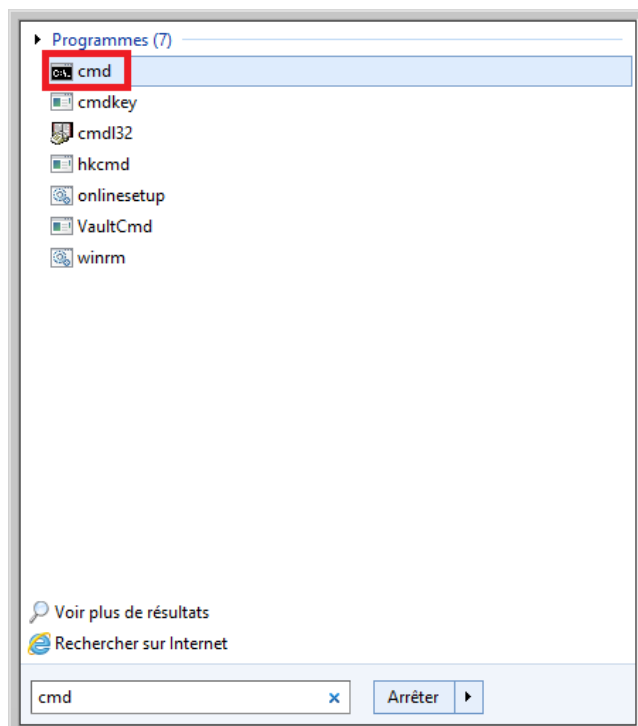 Programmes (7)
cmd
cmdkey
cmdl32
hkcmd
onlinesetup
VaultCmd
winrm
Voir plus de résultats
Rechercher sur Internet
cmd Arrêter